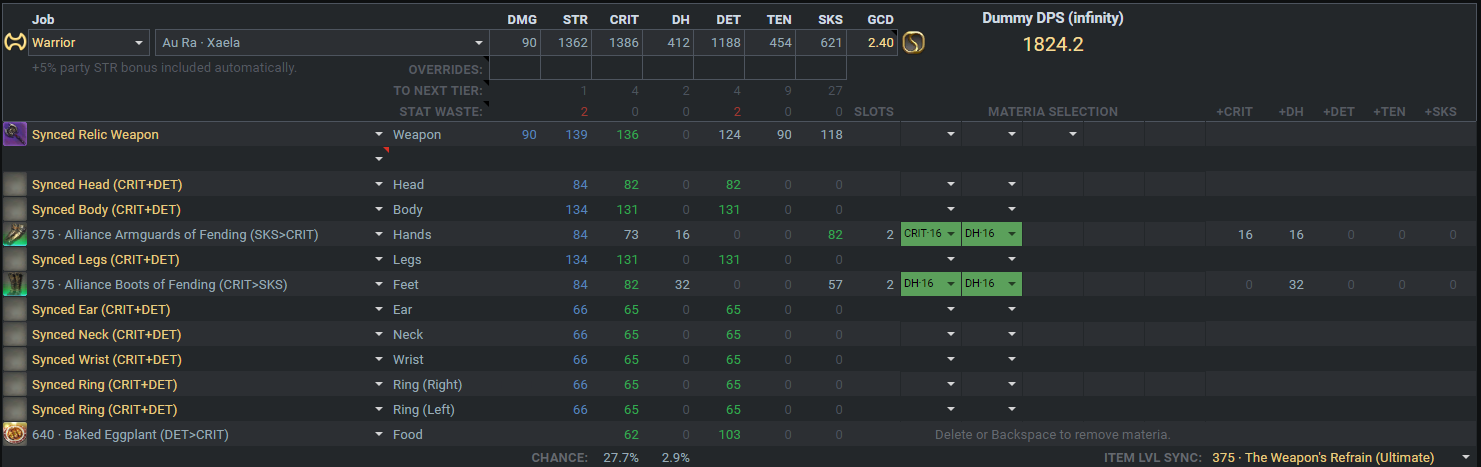 Job DMG STR CRIT DH DET TEN SKS GCD Dummy DPS (infinity)
Warrior Au Ra · Xaela 90 1362 1386 412 1188 454 621 2.40 1824.2
+5% party STR bonus included automatically. OVERRIDES:
TO NEXT TIER: 1 4 2 4 9 27
STAT WASTE: 2 0 0 2 0 0 SLOTS MATERIA SELECTION +CRIT +DH +DET +TEN +SKS
Synced Relic Weapon Weapon 90 139 136 0 124 90 118
Synced Head (CRIT+DET) Head 84 82 0 82 0 0
Synced Body (CRIT+DET) Body 134 131 0 131 0 0
375 · Alliance Armguards of Fending (SKS>CRIT) Hands 84 73 16 0 0 82 2 CRIT·16 DH·16 16 16 0 0 0
Synced Legs (CRIT+DET) Legs 134 131 0 131 0 0
375 · Alliance Boots of Fending (CRIT>SKS) Feet 84 82 32 0 0 57 2 DH·16 DH·16 0 32 0 0 0
Synced Ear (CRIT+DET) Ear 66 65 0 65 0 0
Synced Neck (CRIT+DET) Neck 66 65 0 65 0 0
Synced Wrist (CRIT+DET) Wrist 66 65 0 65 0 0
Synced Ring (CRIT+DET) Ring (Right) 66 65 0 65 0 0
Synced Ring (CRIT+DET) Ring (Left) 66 65 0 65 0 0
640 · Baked Eggplant (DET>CRIT) Food 62 0 103 0 0 Delete or Backspace to remove materia.
CHANCE: 27.7% 2.9% ITEM LVL SYNC: 375 · The Weapon's Refrain (Ultimate)